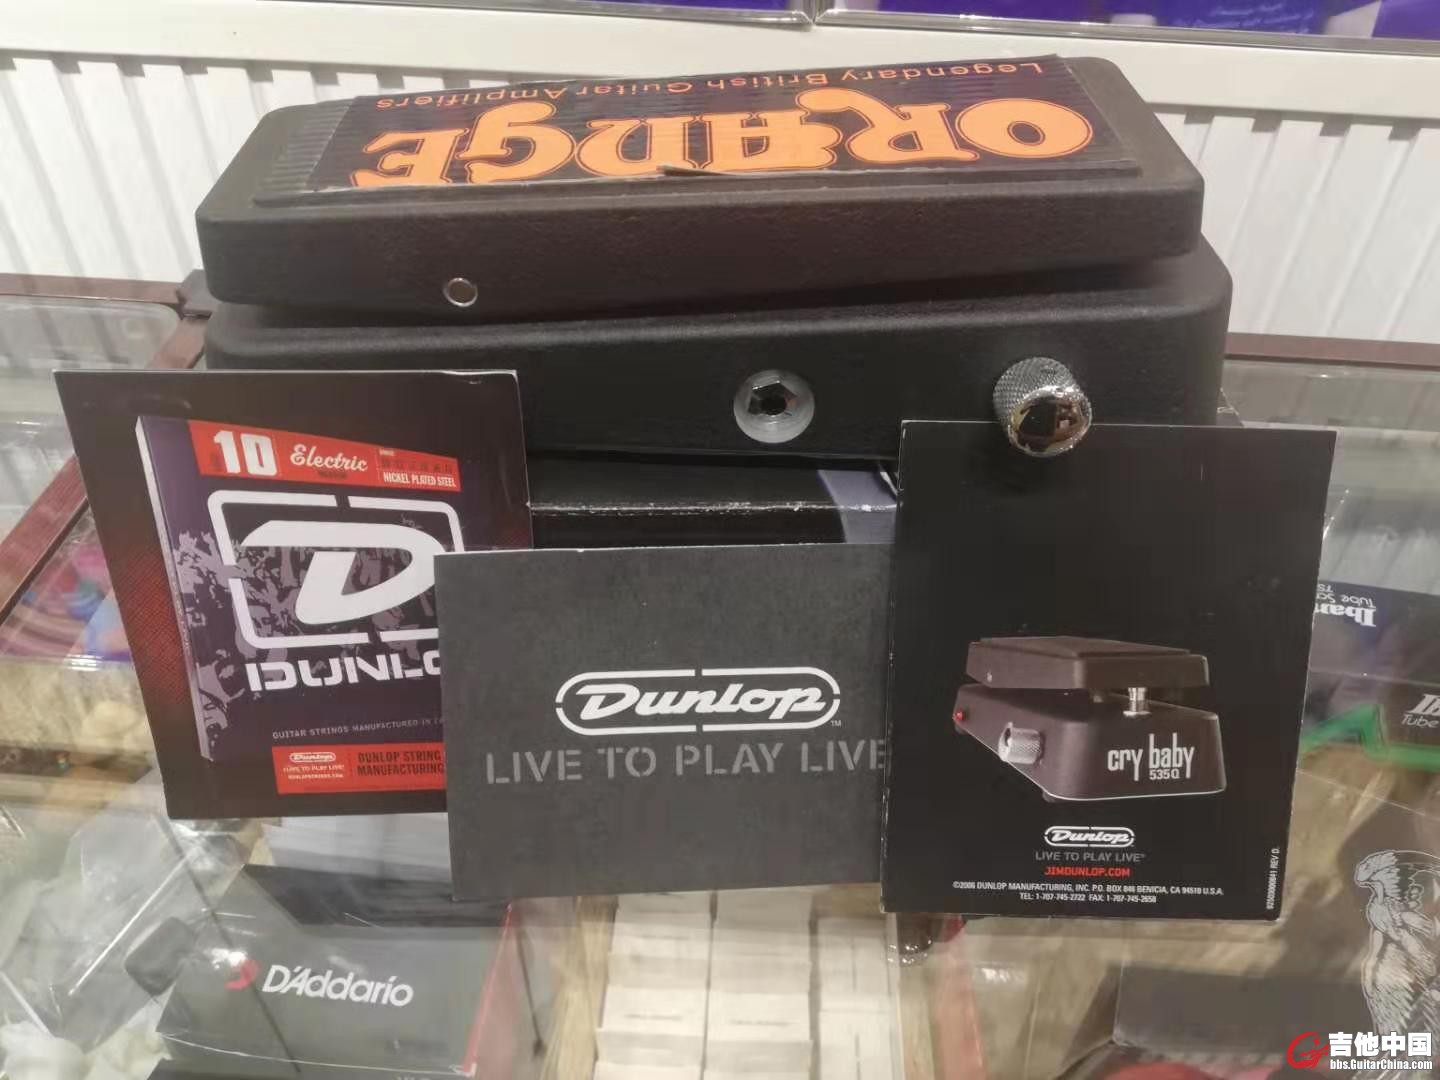 Legendary British Guitar Amplifiers
ORANGE
10
Electric
NICKEL PLATED STEEL
D
DUNLO
GUITAR STRINGS MANUFACTURED IN
Dunlop
LIVE TO PLAY LIVE
DUNLOP STRING
MANUFACTURING
Dunlop™
LIVE TO PLAY LIVE
cry baby
535Q
Dunlop
LIVE TO PLAY LIVE
JIMDUNLOP.COM
©2006 DUNLOP MANUFACTURING, INC. P.O. BOX 846 BENICIA, CA 94510 U.S.A.
TEL: 1-707-745-2722 FAX: 1-707-745-2658
Tube
D'Addario
吉他中国
bbs.GuitarChina.com